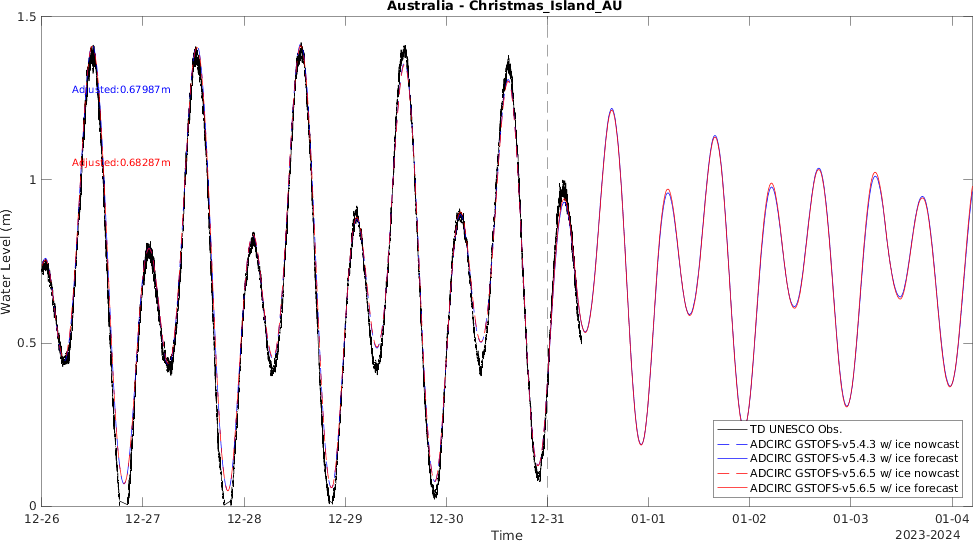 Australia - Christmas_Island_AU
1.5
Adjusted:0.67987m
1
Adjusted:0.68287m
Water Level (m)
0.5
TD UNESCO Obs.
ADCIRC GSTOFS-v5.4.3 w/ ice nowcast
ADCIRC GSTOFS-v5.4.3 w/ ice forecast
ADCIRC GSTOFS-v5.6.5 w/ ice nowcast
ADCIRC GSTOFS-v5.6.5 w/ ice forecast
0
12-26 12-27 12-28 12-29 12-30 12-31 01-01 01-02 01-03 01-04
Time
2023-2024